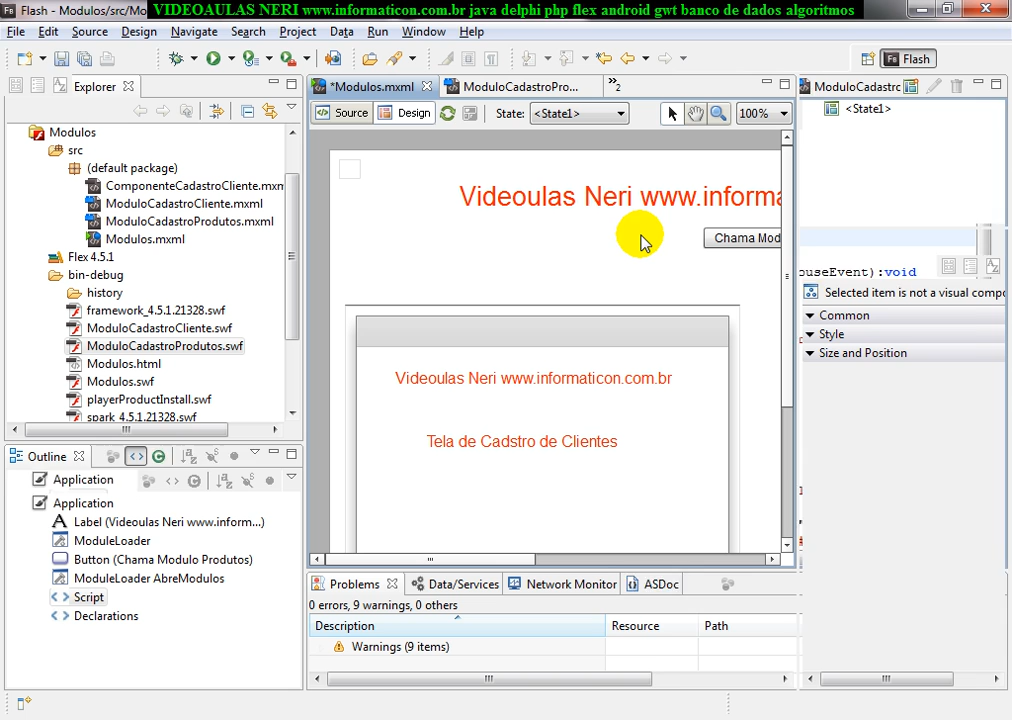 Flash - Modulos/src/Mo
VIDEOAULAS NERI www.informaticon.com.br java delphi php flex android gwt banco de dados algoritmos
File Edit Source Design Navigate Search Project Data Run Window Help
Flash
Explorer
*Modulos.mxml
ModuloCadastroPro...
»2
ModuloCadastrc
Source Design State: <State1> 100%
<State1>
Modulos
src
(default package)
ComponenteCadastroCliente.mxm
ModuloCadastroCliente.mxml
ModuloCadastroProdutos.mxml
Modulos.mxml
Flex 4.5.1
bin-debug
history
framework_4.5.1.21328.swf
ModuloCadastroCliente.swf
ModuloCadastroProdutos.swf
Modulos.html
Modulos.swf
playerProductInstall.swf
spark_4.5.1.21328.swf
Videoulas Neri www.informa
Chama Mod
Videoulas Neri www.informaticon.com.br
Tela de Cadstro de Clientes
ouseEvent):void
Selected item is not a visual compo
Common
Style
Size and Position
Outline
Application
Application
Label (Videoulas Neri www.inform...)
ModuleLoader
Button (Chama Modulo Produtos)
ModuleLoader AbreModulos
Script
Declarations
Problems Data/Services Network Monitor ASDoc
0 errors, 9 warnings, 0 others
Description Resource Path
Warnings (9 items)